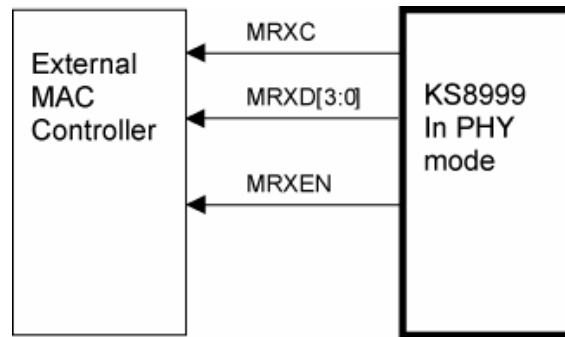 External
MAC
Controller
MRXC
MRXD[3:0]
MRXEN
KS8999
In PHY
mode